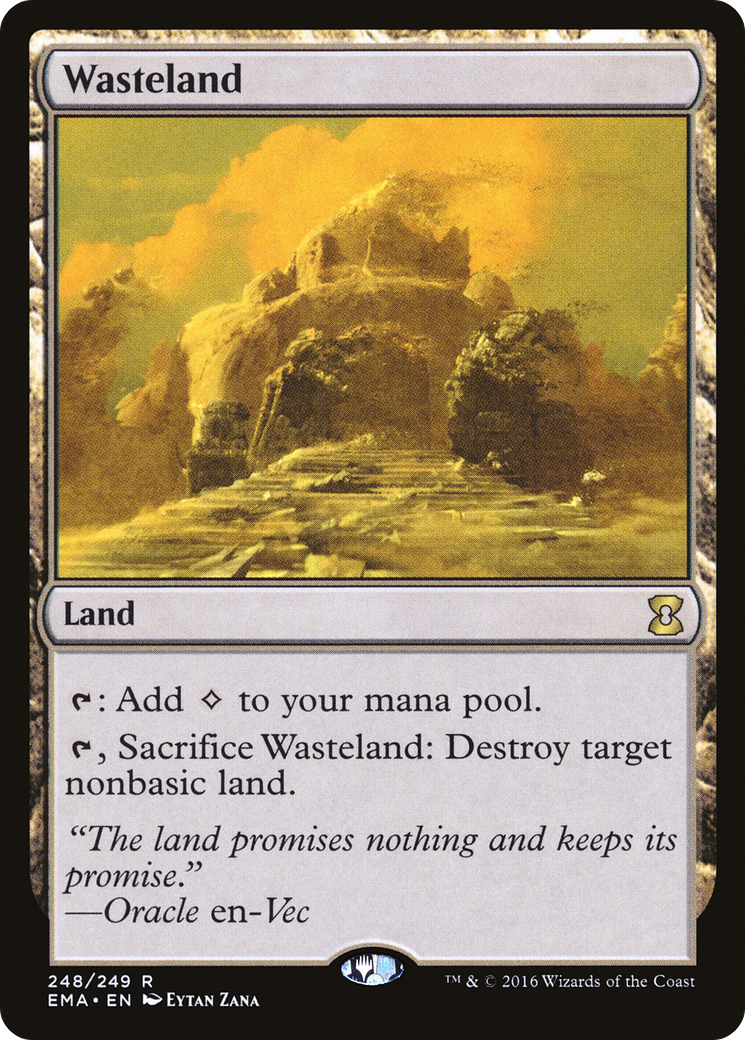 Wasteland
Land
: Add to your mana pool.
, Sacrifice Wasteland: Destroy target
nonbasic land.
“The land promises nothing and keeps its
promise.”
—Oracle en-Vec
248/249 R
™ & © 2016 Wizards of the Coast
EMA • EN Eytan Zana